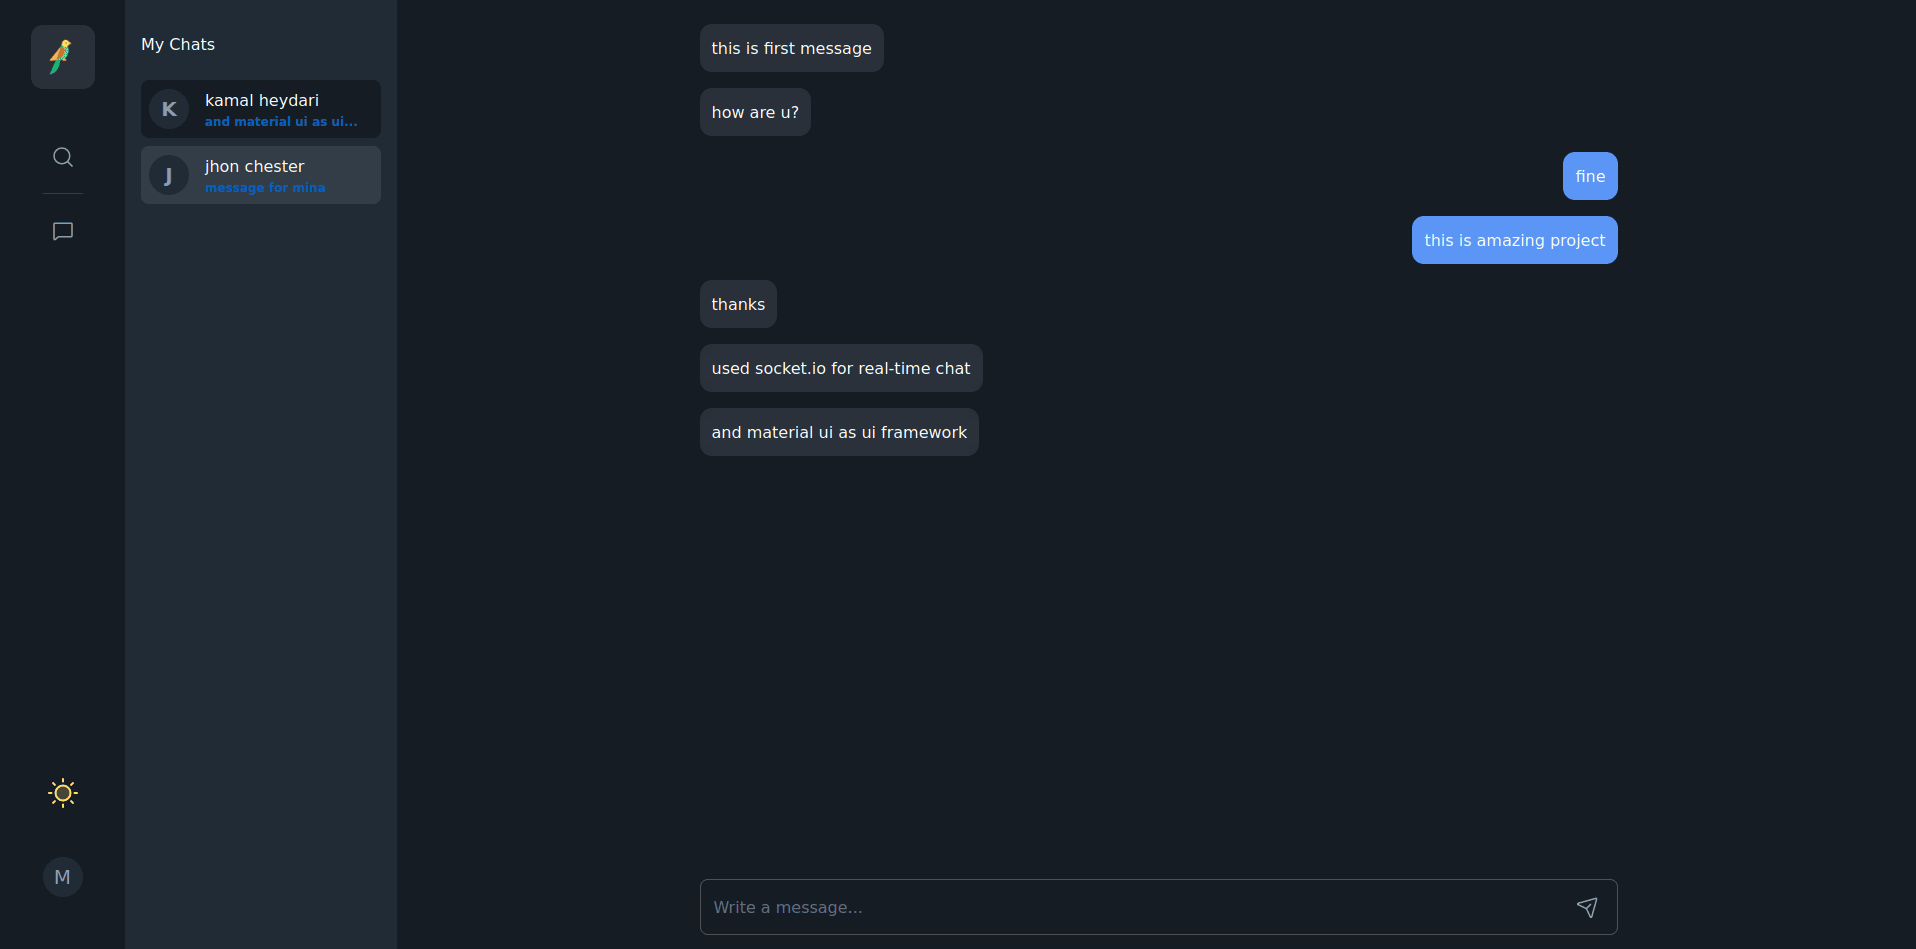 My Chats
K
kamal heydari
and material ui as ui...
J
jhon chester
message for mina
M
this is first message
how are u?
fine
this is amazing project
thanks
used socket.io for real-time chat
and material ui as ui framework
Write a message...